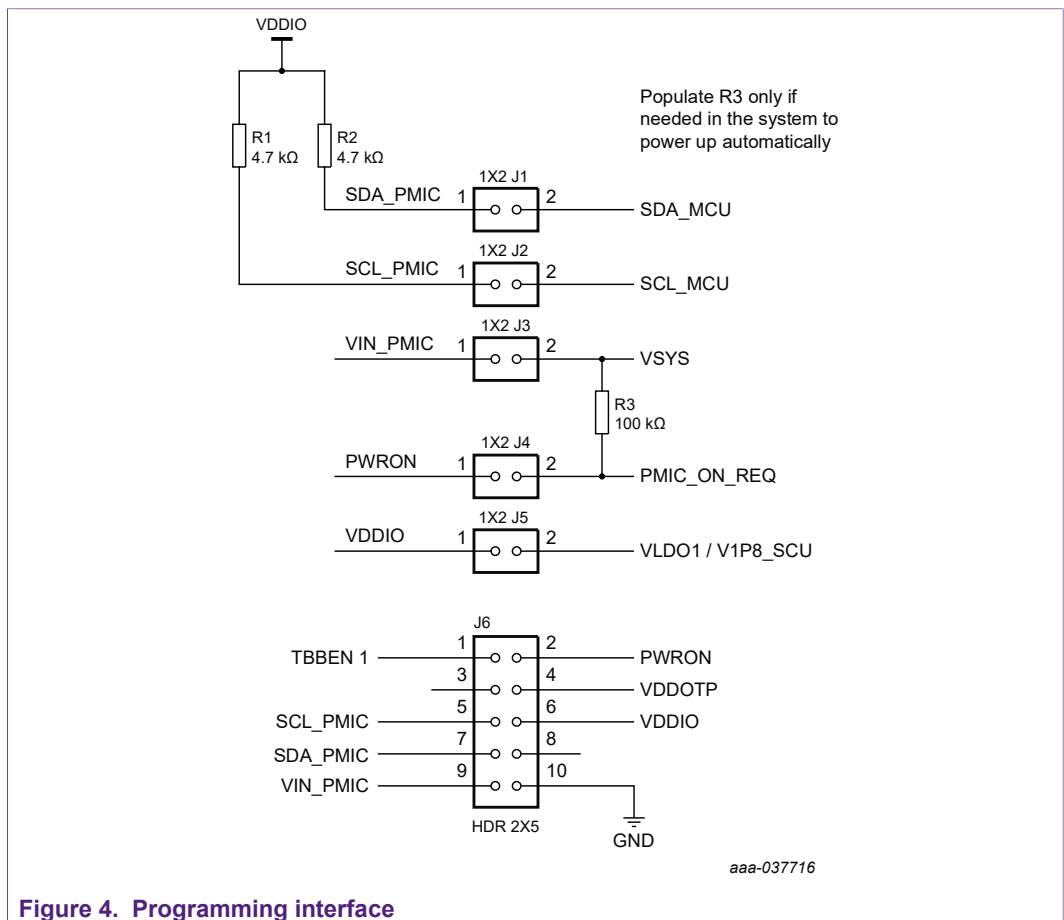 VDDIO
Populate R3 only if
needed in the system to
power up automatically
R1
4.7 kΩ
R2
4.7 kΩ
1X2 J1
SDA_PMIC 1 2 SDA_MCU
1X2 J2
SCL_PMIC 1 2 SCL_MCU
1X2 J3
VIN_PMIC 1 2 VSYS
R3
100 kΩ
1X2 J4
PWRON 1 2 PMIC_ON_REQ
1X2 J5
VDDIO 1 2 VLDO1 / V1P8_SCU
J6
TBBEN 1 1 2 PWRON
3 4 VDDOTP
SCL_PMIC 5 6 VDDIO
SDA_PMIC 7 8
VIN_PMIC 9 10
HDR 2X5
GND
aaa-037716
Figure 4. Programming interface